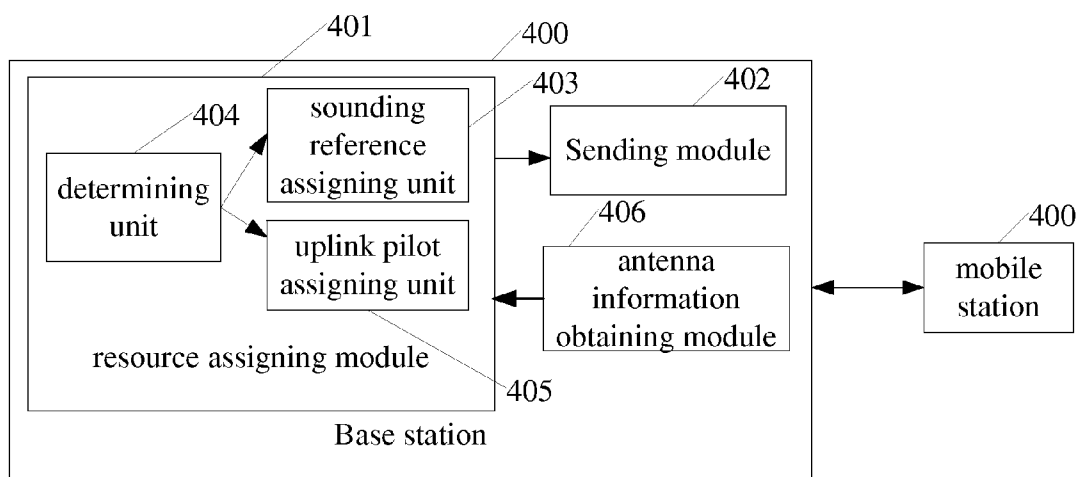 401
400
403
402
404
sounding
reference
assigning unit
Sending module
determining
unit
406
400
uplink pilot
assigning unit
antenna
information
obtaining module
mobile
station
resource assigning module
405
Base station